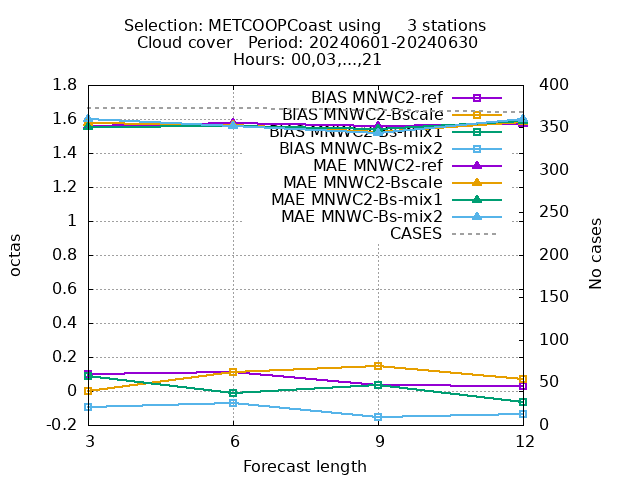 Selection: METCOOPCoast using     3 stations
Cloud cover   Period: 20240601-20240630
Hours: 00,03,...,21
1.8
1.6
1.4
1.2
1
0.8
0.6
0.4
0.2
0
-0.2
octas
400
350
300
250
200
150
100
50
0
No cases
BIAS MNWC2-ref
BIAS MNWC2-Bscale
BIAS MNWC2-Bs-mix1
BIAS MNWC-Bs-mix2
MAE MNWC2-ref
MAE MNWC2-Bscale
MAE MNWC2-Bs-mix1
MAE MNWC-Bs-mix2
CASES
3 6 9 12
Forecast length